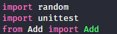 import random
import unittest
from Add import Add